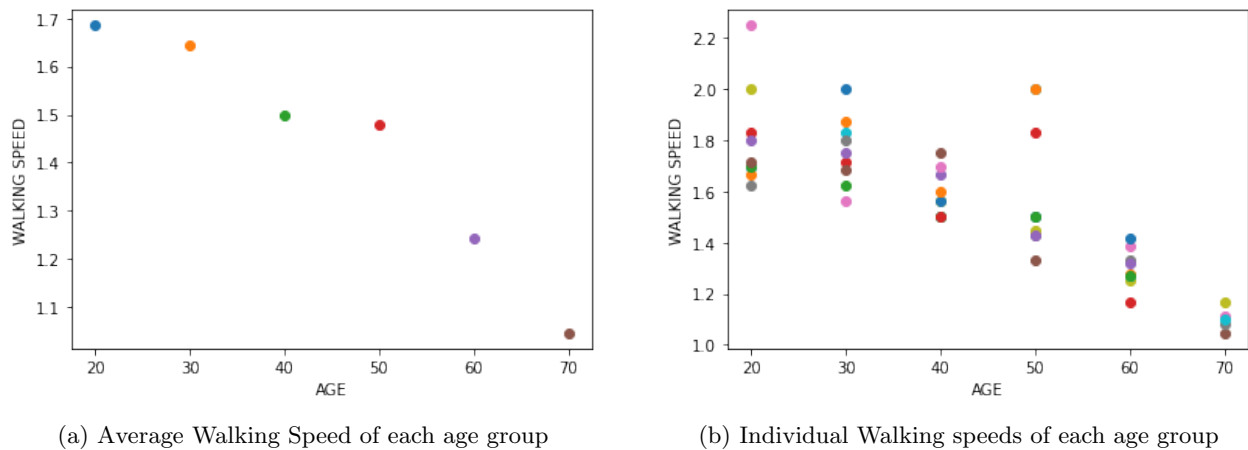 1.7
1.6
1.5
1.4
1.3
1.2
1.1
WALKING SPEED
20 30 40 50 60 70
AGE
(a) Average Walking Speed of each age group
2.2
2.0
1.8
1.6
1.4
1.2
1.0
WALKING SPEED
20 30 40 50 60 70
AGE
(b) Individual Walking speeds of each age group